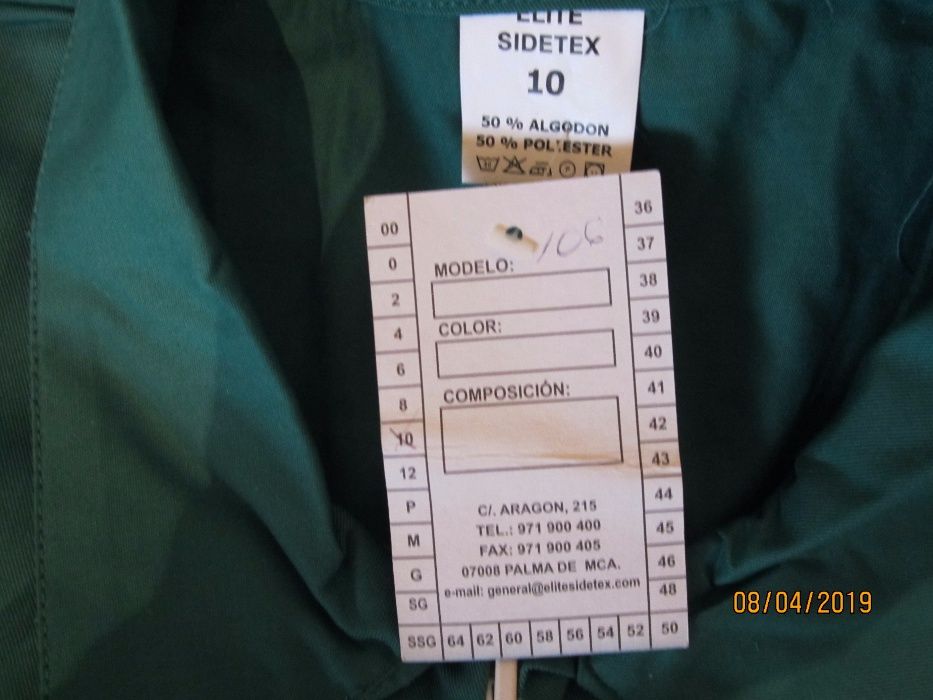 ELITE
SIDETEX
10
50 % ALGODON
50 % POLIESTER
106
MODELO:
COLOR:
COMPOSICIÓN:
C/. ARAGON, 215
TEL.: 971 900 400
FAX: 971 900 405
07008 PALMA DE MCA.
e-mail: general@elitesidetex.com
00
0
2
4
6
8
10
12
P
M
G
SG
SSG 64 62 60 58 56 54 52 50
36
37
38
39
40
41
42
43
44
45
46
48
08/04/2019